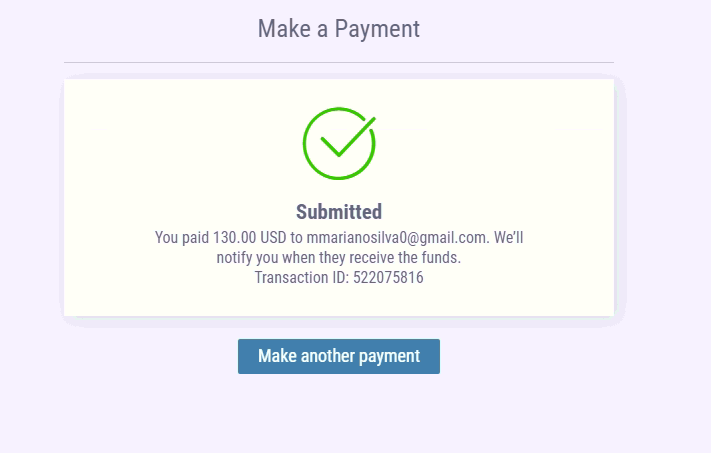 Make a Payment
Submitted
You paid 130.00 USD to mmarianosilva0@gmail.com. We’ll
notify you when they receive the funds.
Transaction ID: 522075816
Make another payment